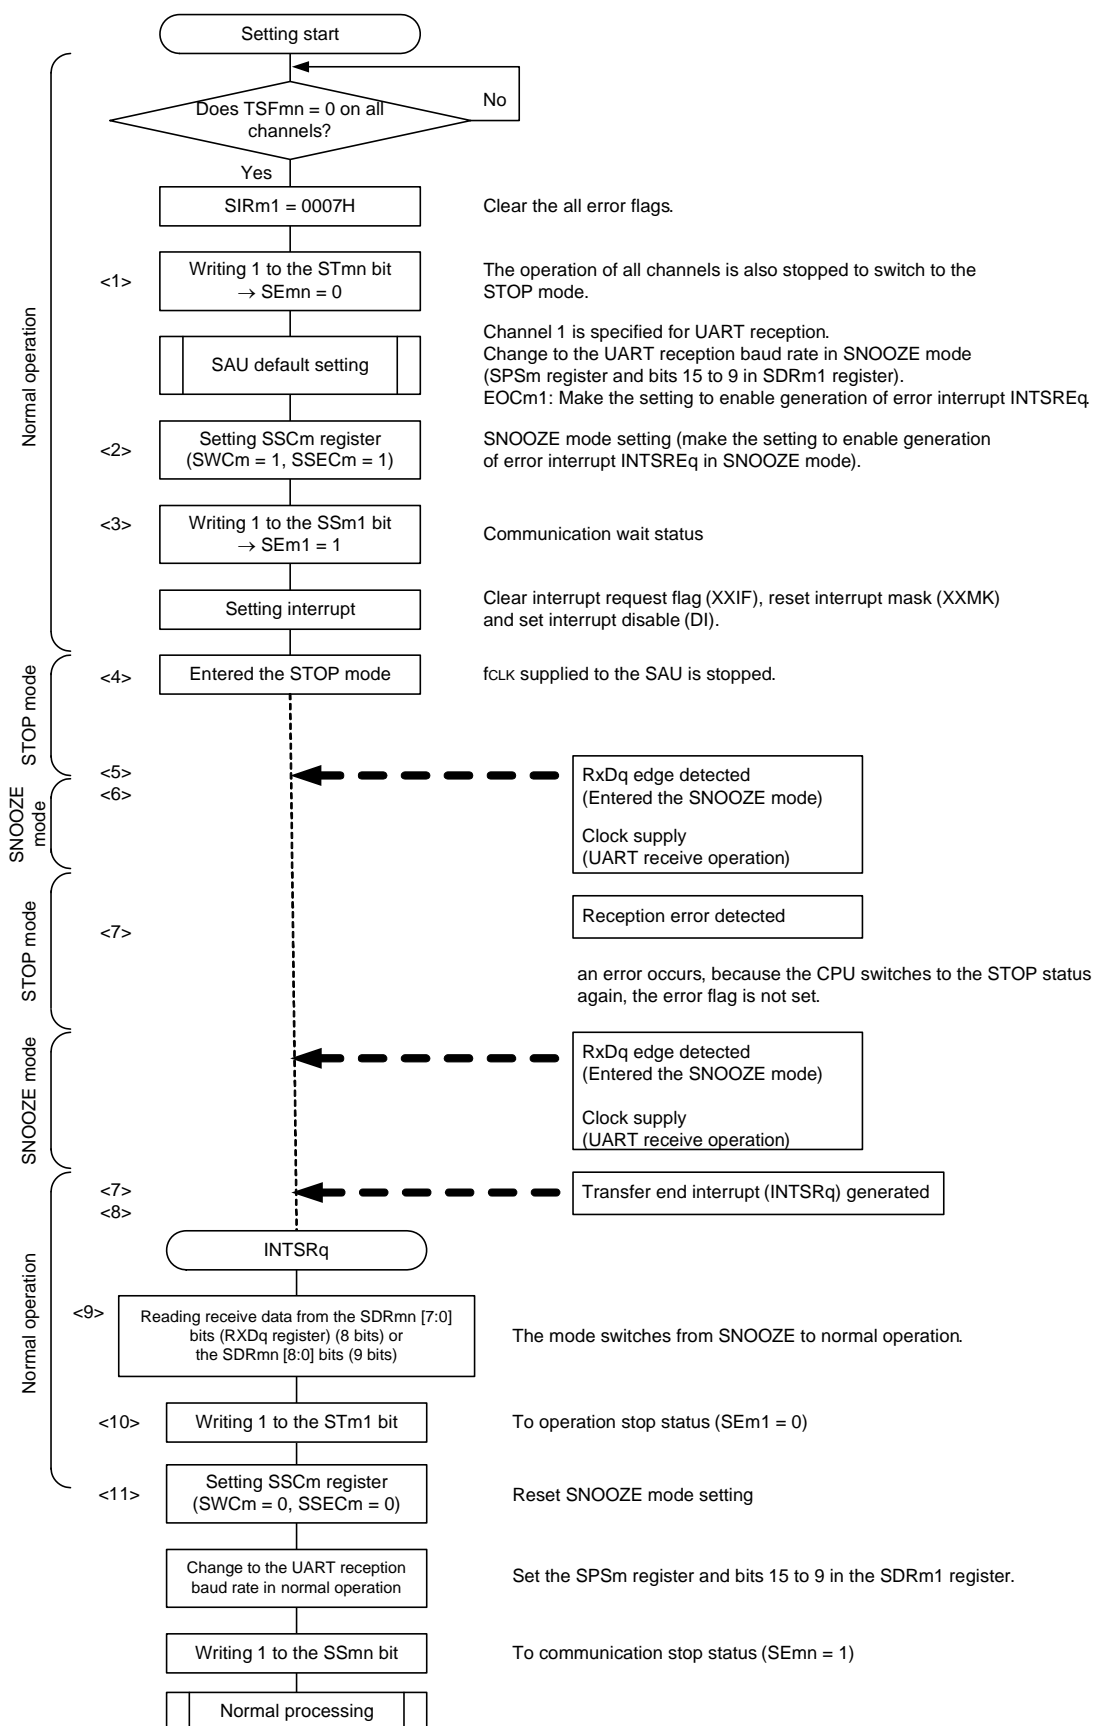 Setting start
Does TSFmn = 0 on all
channels?
No
Yes
SIRm1 = 0007H
Clear the all error flags.
<1>
Writing 1 to the STmn bit
→ SEmn = 0
The operation of all channels is also stopped to switch to the
STOP mode.
SAU default setting
Channel 1 is specified for UART reception.
Change to the UART reception baud rate in SNOOZE mode
(SPSm register and bits 15 to 9 in SDRm1 register).
EOCm1: Make the setting to enable generation of error interrupt INTSREq
<2>
Setting SSCm register
(SWCm = 1, SSECm = 1)
SNOOZE mode setting (make the setting to enable generation
of error interrupt INTSREq in SNOOZE mode).
<3>
Writing 1 to the SSm1 bit
→ SEm1 = 1
Communication wait status
Setting interrupt
Clear interrupt request flag (XXIF), reset interrupt mask (XXMK)
and set interrupt disable (DI).
Normal operation
<4>
Entered the STOP mode
fCLK supplied to the SAU is stopped.
STOP mode
<5>
<6>
RxDq edge detected
(Entered the SNOOZE mode)
Clock supply
(UART receive operation)
SNOOZE
mode
<7>
Reception error detected
an error occurs, because the CPU switches to the STOP status
again, the error flag is not set.
STOP mode
RxDq edge detected
(Entered the SNOOZE mode)
Clock supply
(UART receive operation)
SNOOZE mode
<7>
<8>
Transfer end interrupt (INTSRq) generated
INTSRq
<9>
Reading receive data from the SDRmn [7:0]
bits (RXDq register) (8 bits) or
the SDRmn [8:0] bits (9 bits)
The mode switches from SNOOZE to normal operation.
Normal operation
<10>
Writing 1 to the STm1 bit
To operation stop status (SEm1 = 0)
<11>
Setting SSCm register
(SWCm = 0, SSECm = 0)
Reset SNOOZE mode setting
Change to the UART reception
baud rate in normal operation
Set the SPSm register and bits 15 to 9 in the SDRm1 register.
Writing 1 to the SSmn bit
To communication stop status (SEmn = 1)
Normal processing